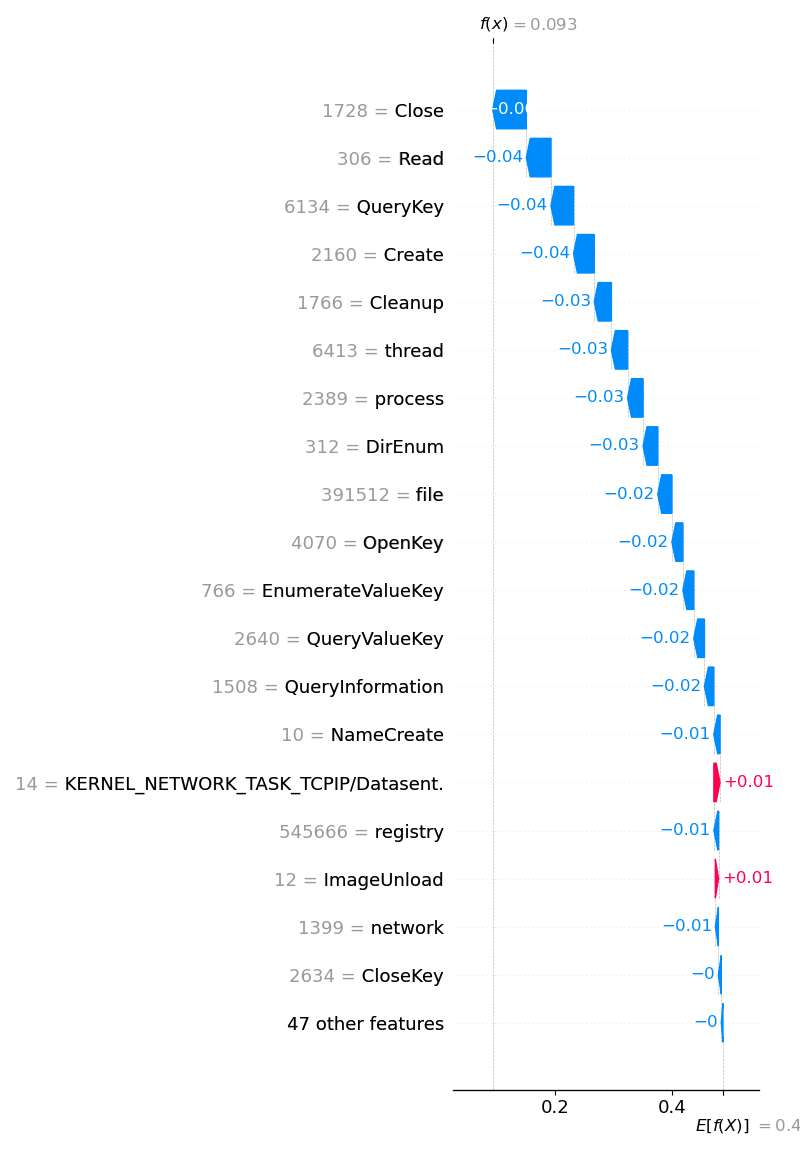 f(x) = 0.093
1728 = Close
−0.0
306 = Read
−0.04
6134 = QueryKey
−0.04
2160 = Create
−0.04
1766 = Cleanup
−0.03
6413 = thread
−0.03
2389 = process
−0.03
312 = DirEnum
−0.03
391512 = file
−0.02
4070 = OpenKey
−0.02
766 = EnumerateValueKey
−0.02
2640 = QueryValueKey
−0.02
1508 = QueryInformation
−0.02
10 = NameCreate
−0.01
14 = KERNEL_NETWORK_TASK_TCPIP/Datasent.
+0.01
545666 = registry
−0.01
12 = ImageUnload
+0.01
1399 = network
−0.01
2634 = CloseKey
−0
47 other features
−0
0.2 0.4
E[f(X)] = 0.4